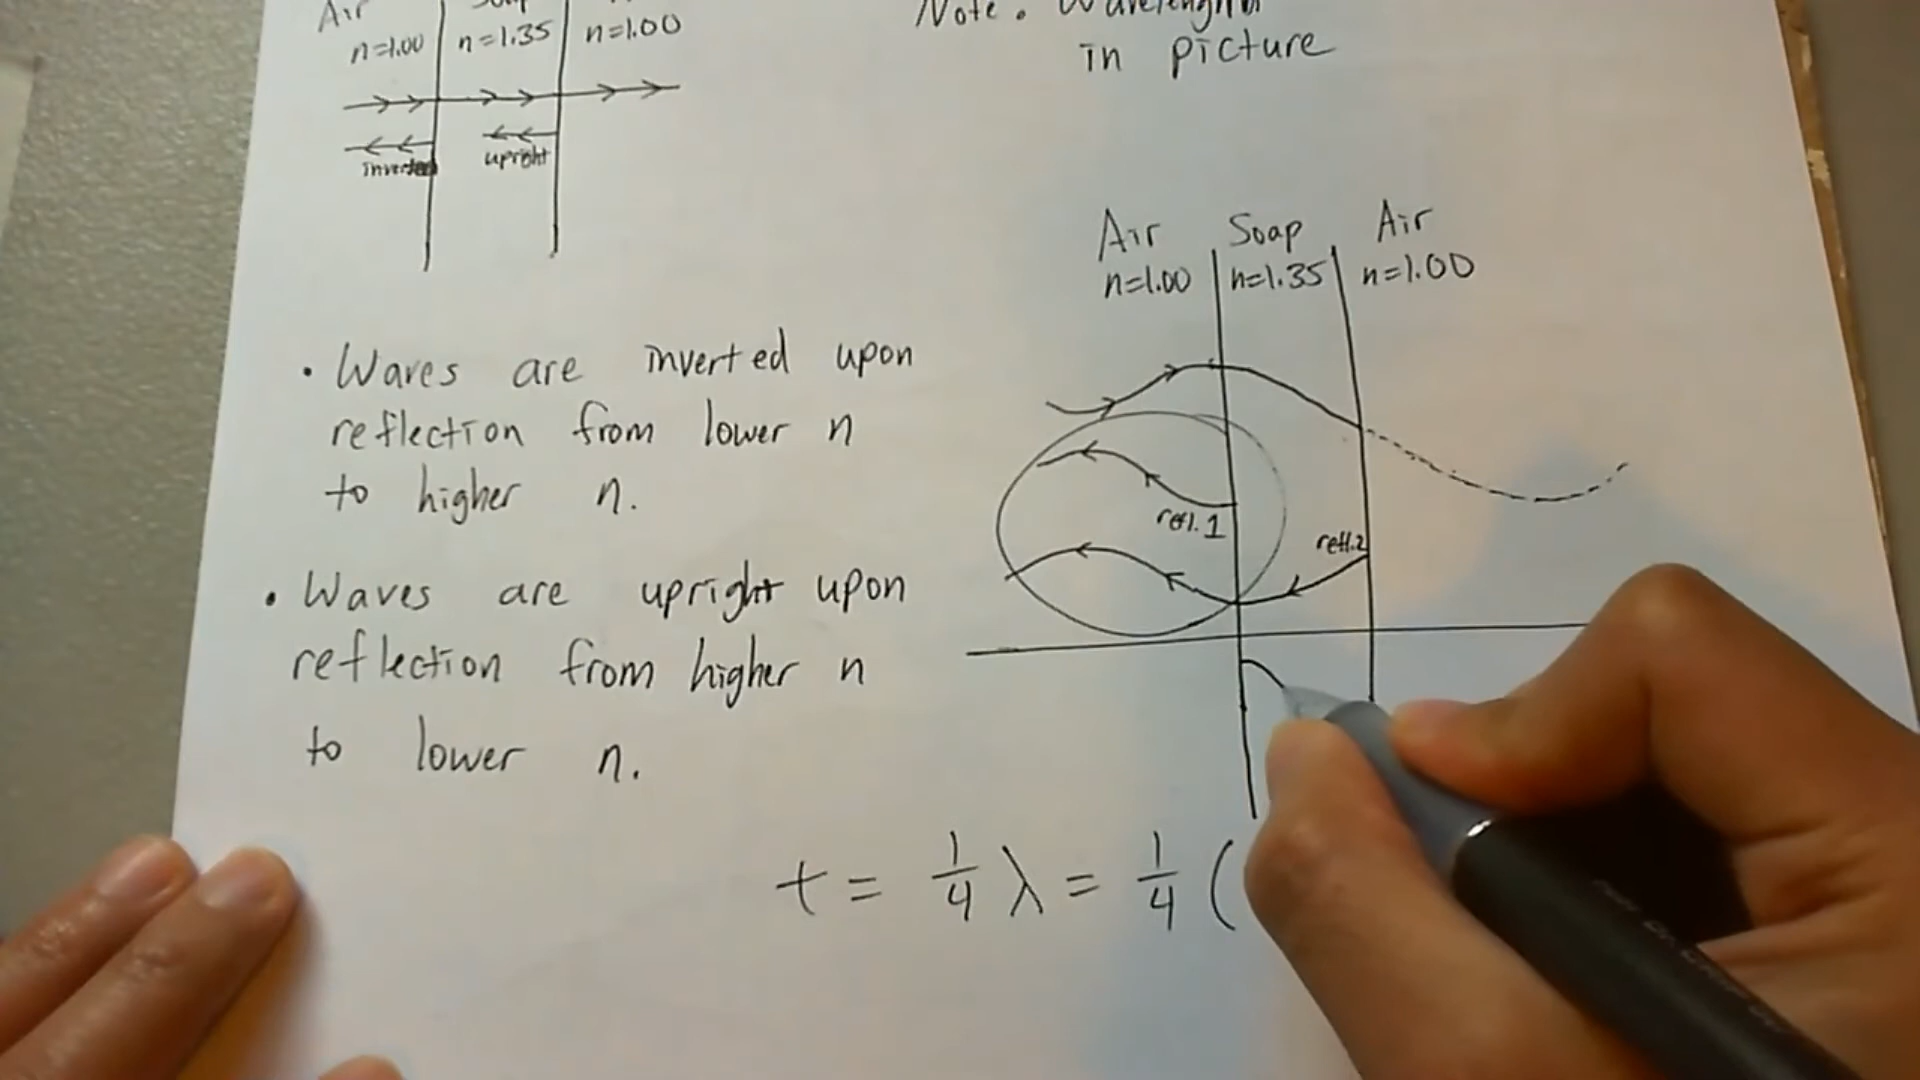 Air
n=1.00 n=1.35 n=1.00
inverted upright
Note: Wavelength
in picture
Air Soap Air
n=1.00 n=1.35 n=1.00
• Waves are inverted upon
reflection from lower n
to higher n.
refl.1
refl.2
• Waves are upright upon
reflection from higher n
to lower n.
t = 1/4 λ = 1/4 (